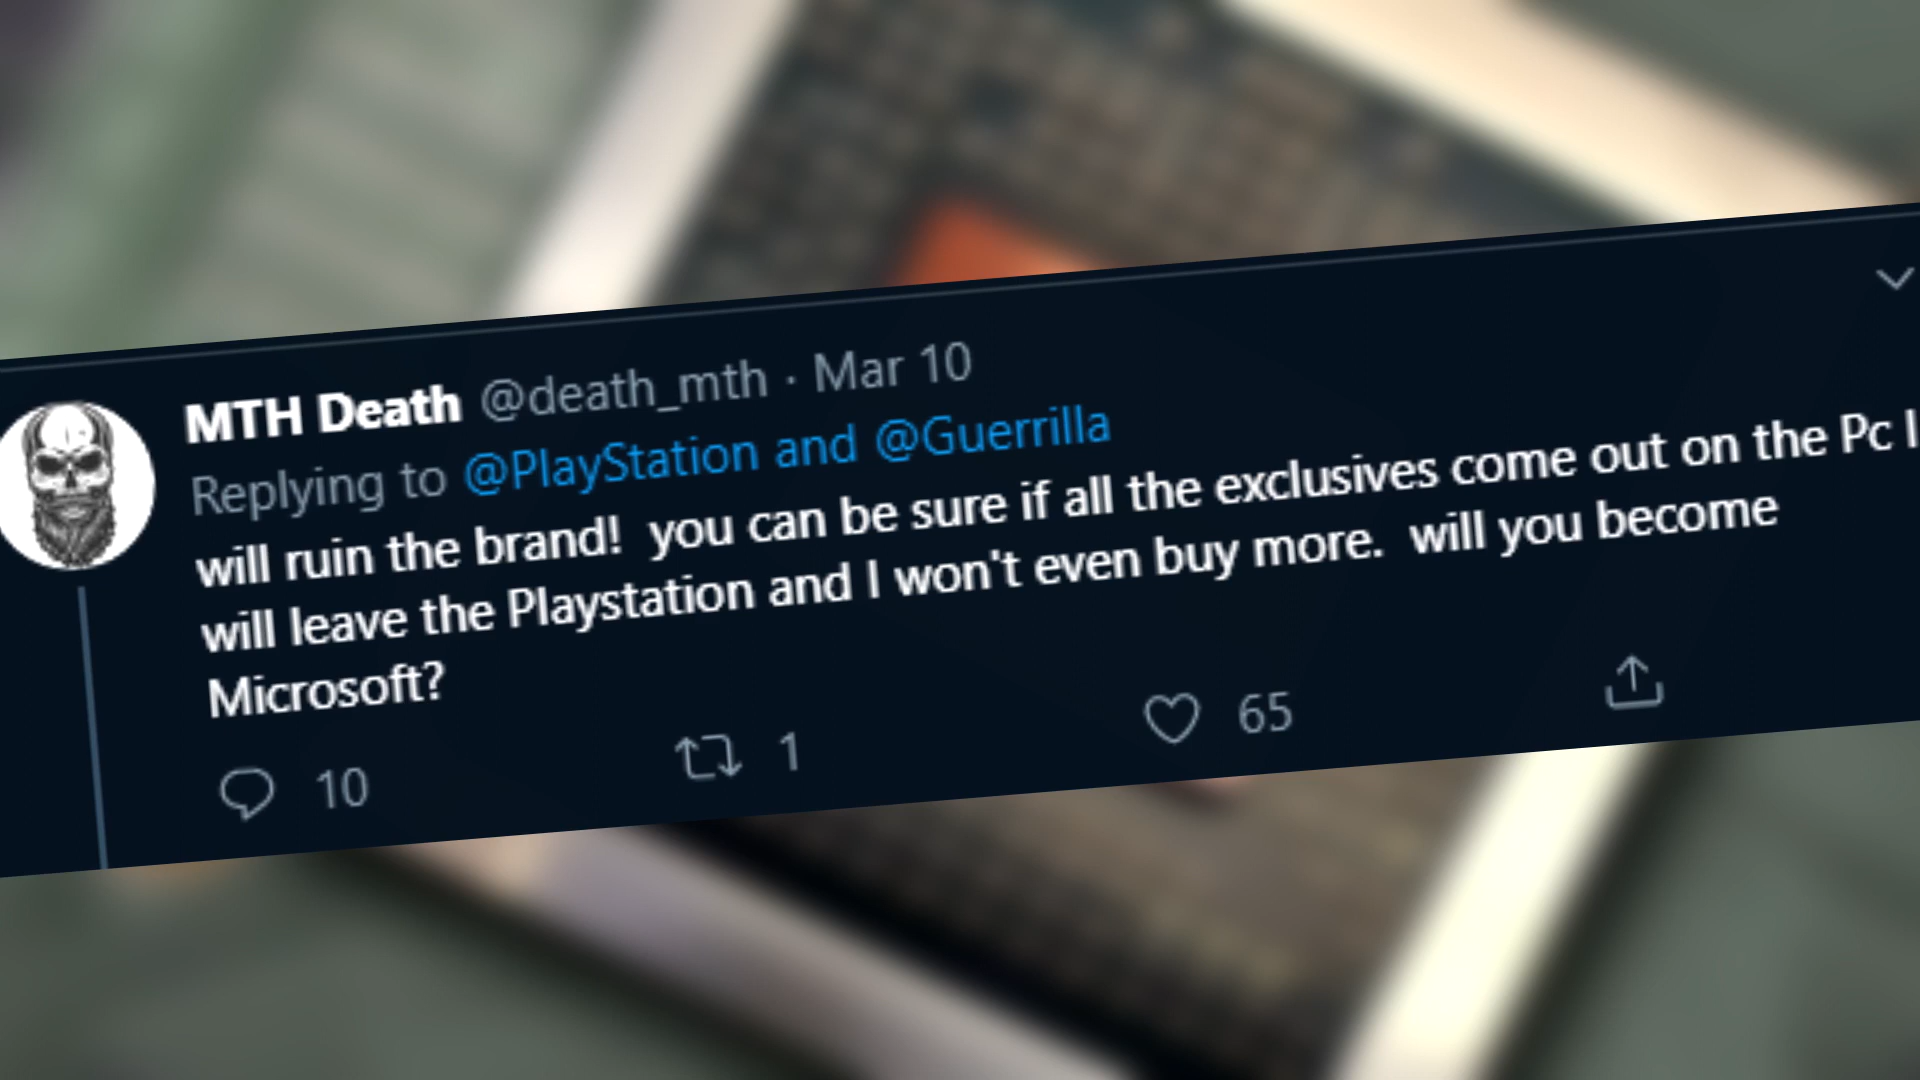 MTH Death @death_mth · Mar 10
Replying to @PlayStation and @Guerrilla
will ruin the brand! you can be sure if all the exclusives come out on the Pc I
will leave the Playstation and I won't even buy more. will you become
Microsoft?
10 1 65